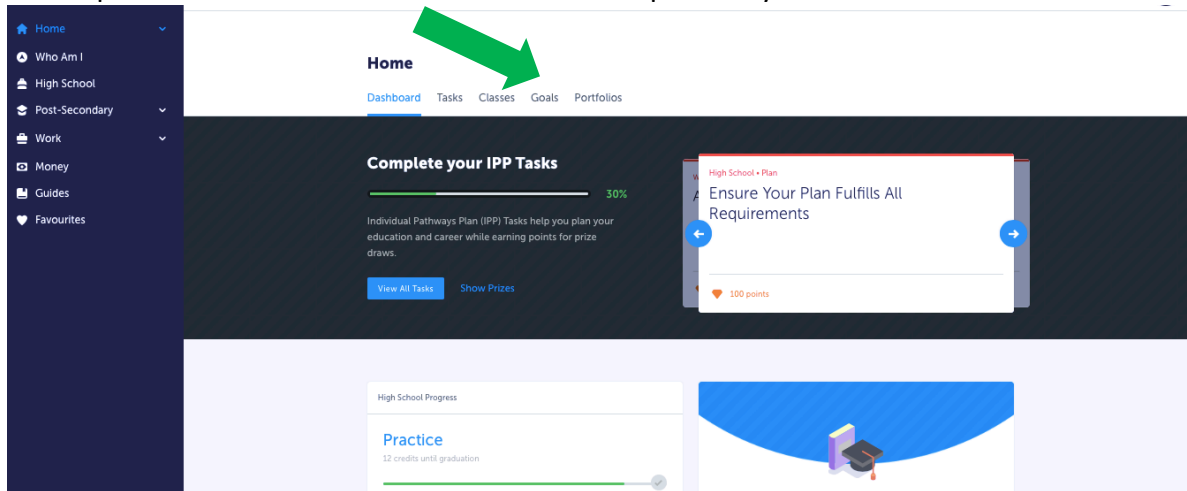 Home
Who Am I
High School
Post-Secondary
Work
Money
Guides
Favourites
Home
Dashboard Tasks Classes Goals Portfolios
Complete your IPP Tasks
30%
Individual Pathways Plan (IPP) Tasks help you plan your
education and career while earning points for prize
draws.
View All Tasks Show Prizes
High School • Plan
Ensure Your Plan Fulfills All
Requirements
100 points
High School Progress
Practice
12 credits until graduation